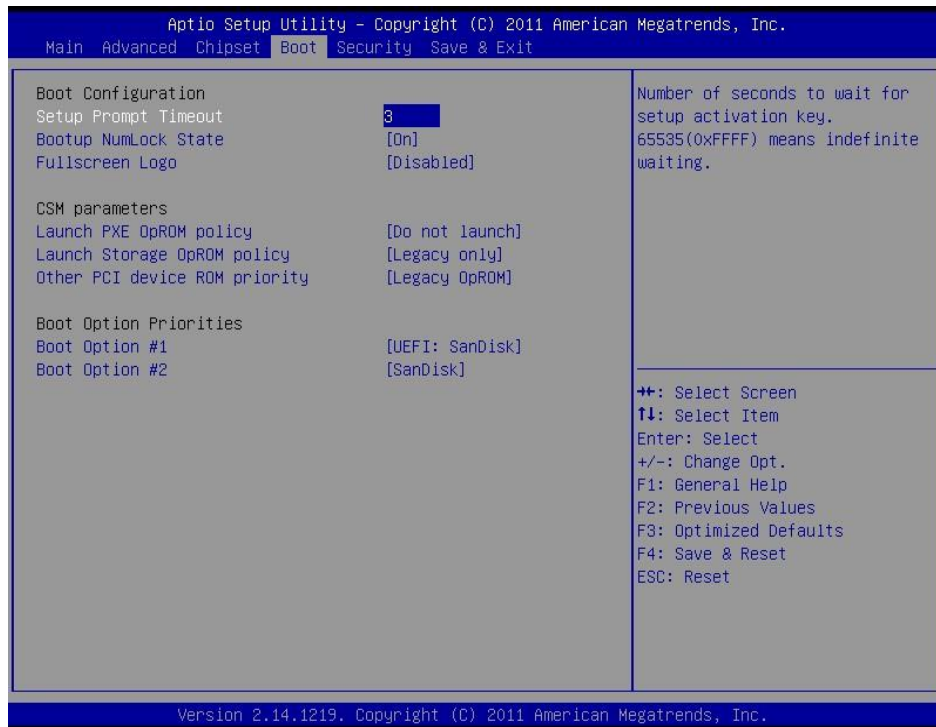 Aptio Setup Utility – Copyright (C) 2011 American Megatrends, Inc.
Main Advanced Chipset Boot Security Save & Exit
Boot Configuration
Setup Prompt Timeout 3
Bootup NumLock State [On]
Fullscreen Logo [Disabled]
CSM parameters
Launch PXE OpROM policy [Do not launch]
Launch Storage OpROM policy [Legacy only]
Other PCI device ROM priority [Legacy OpROM]
Boot Option Priorities
Boot Option #1 [UEFI: SanDisk]
Boot Option #2 [SanDisk]
Number of seconds to wait for
setup activation key.
65535(0xFFFF) means indefinite
waiting.
→←: Select Screen
↑↓: Select Item
Enter: Select
+/-: Change Opt.
F1: General Help
F2: Previous Values
F3: Optimized Defaults
F4: Save & Reset
ESC: Reset
Version 2.14.1219. Copyright (C) 2011 American Megatrends, Inc.